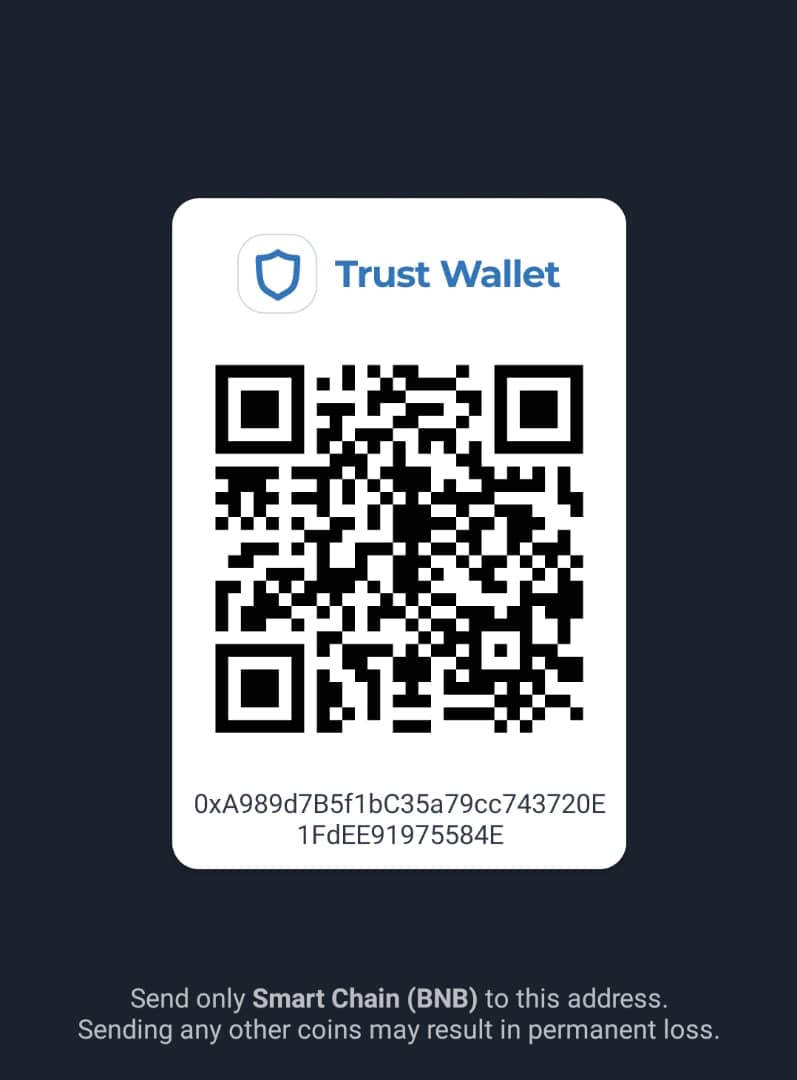 Trust Wallet
0xA989d7B5f1bC35a79cc743720E
1FdEE91975584E
Send only Smart Chain (BNB) to this address.
Sending any other coins may result in permanent loss.